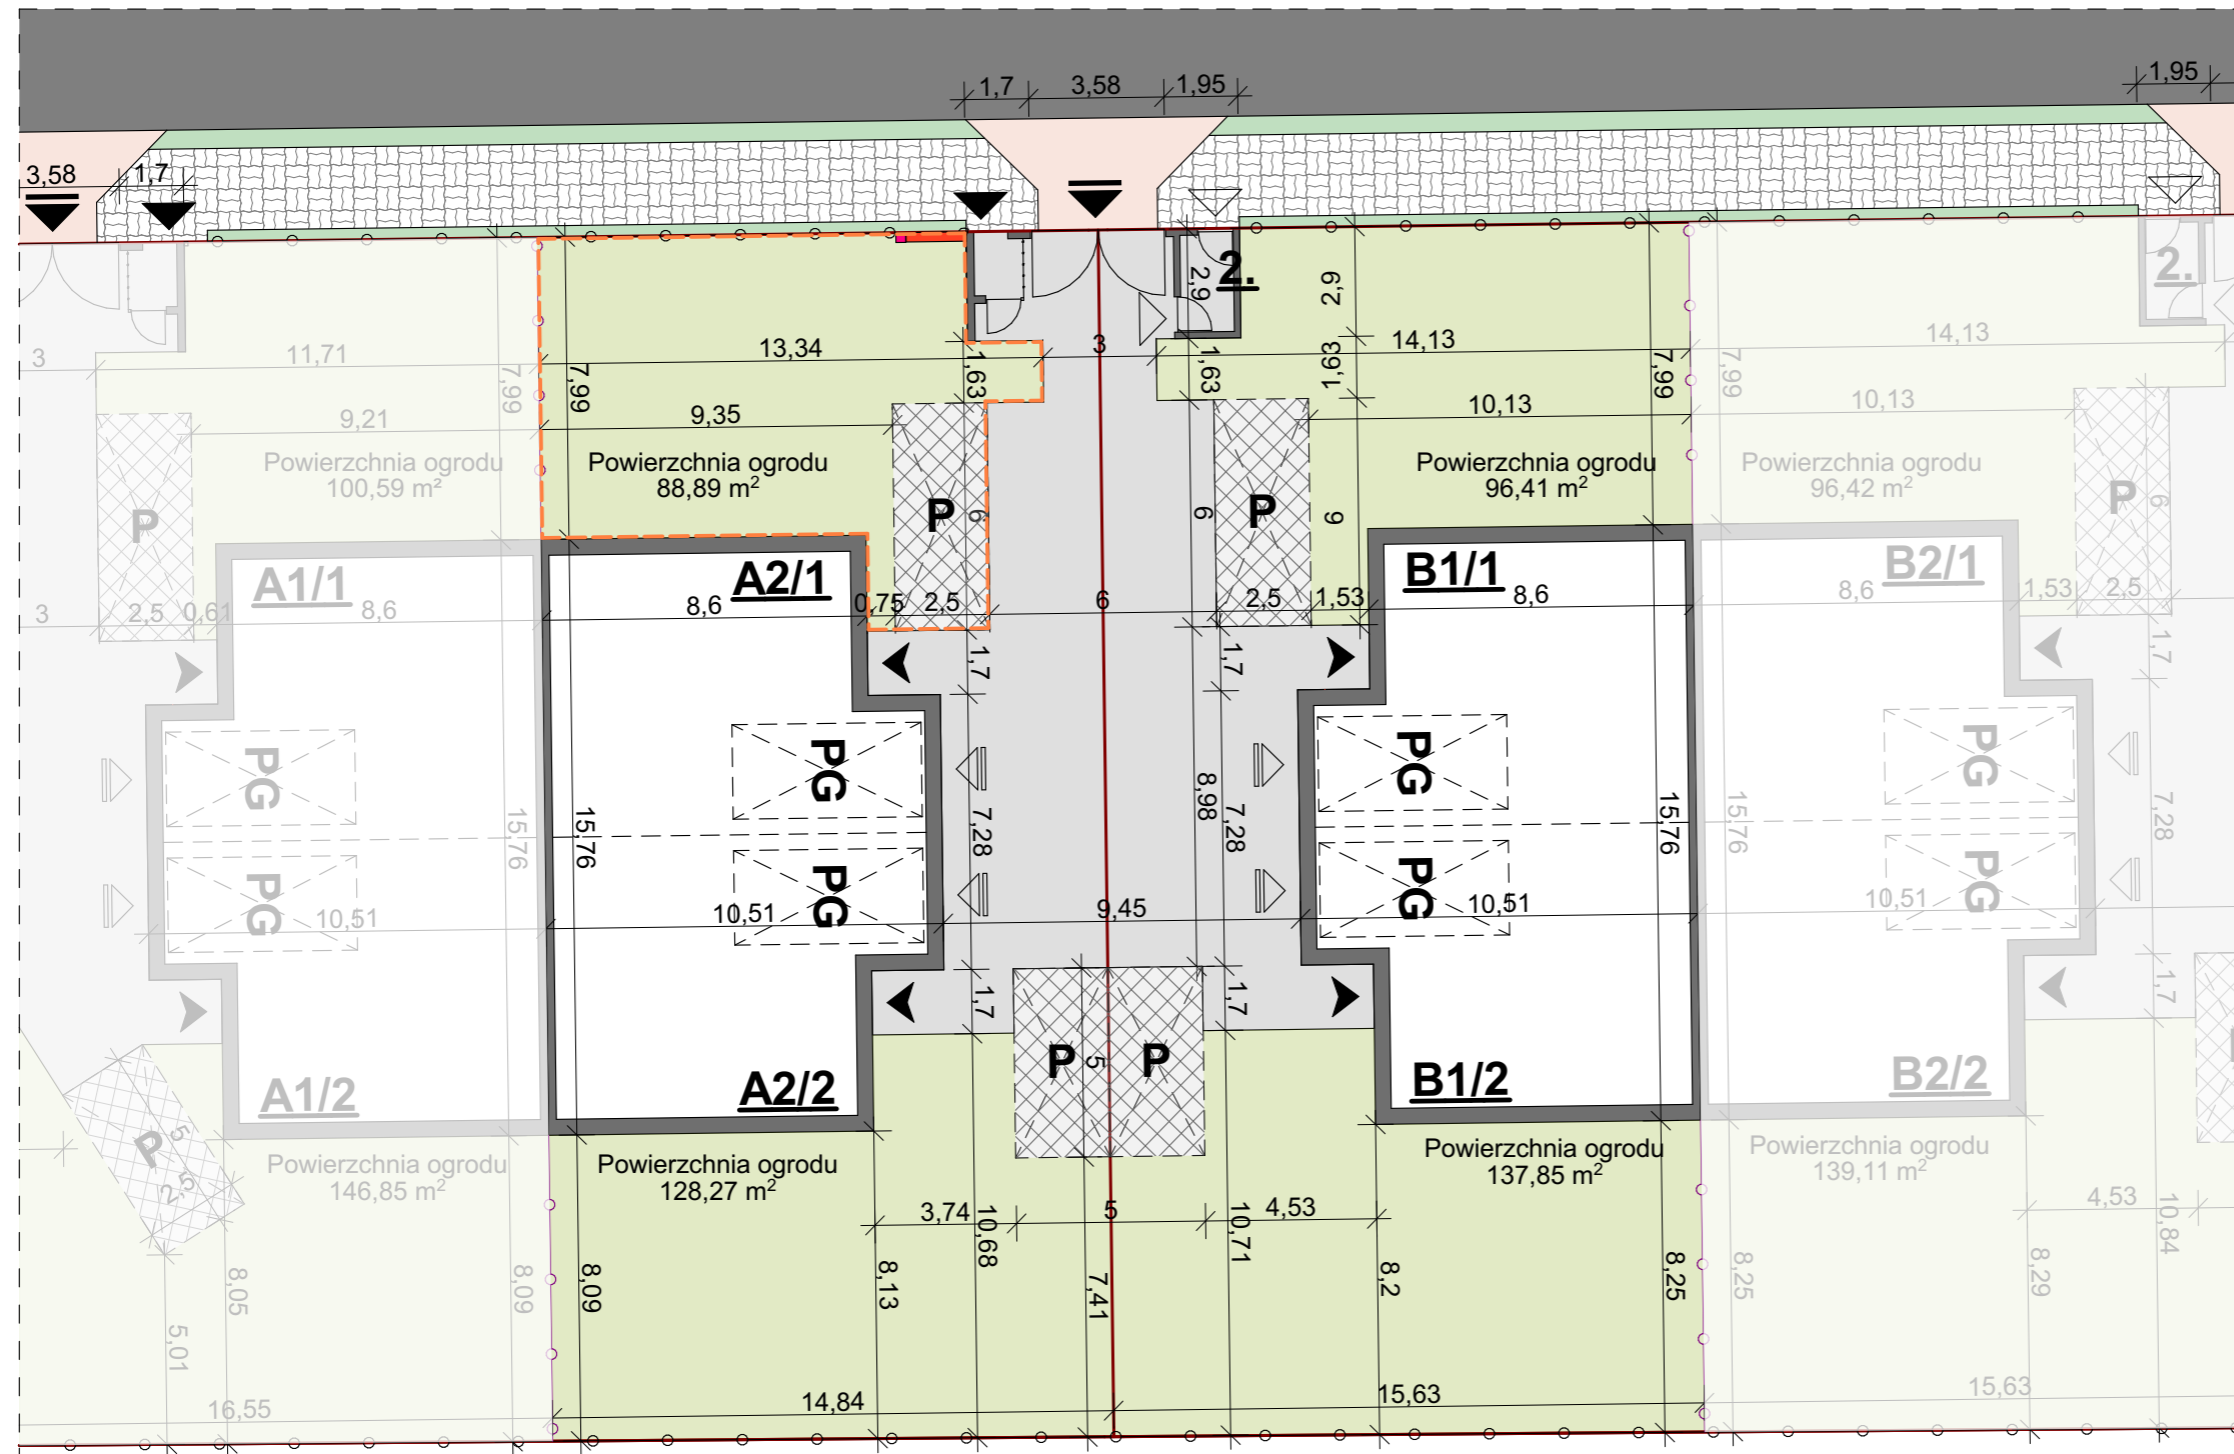 1,7 3,58 1,95 1,95
3,58 1,7
2. 2.
2,9 2,9
3 11,71 13,34 3 14,13 14,13
7,99 7,99 1,63 1,63 1,63 7,99 7,99
9,21 9,35 10,13 10,13
Powierzchnia ogrodu
100,59 m²
Powierzchnia ogrodu
88,89 m²
Powierzchnia ogrodu
96,41 m²
Powierzchnia ogrodu
96,42 m²
P P 6 6 P 6 P 6
A1/1 A2/1 B1/1 B2/1
3 2,5 0,61 8,6 8,6 0,75 2,5 6 2,5 1,53 8,6 8,6 1,53 2,5
1,7 1,7 1,7
PG PG PG PG
15,76 15,76 7,28 8,98 7,28 15,76 15,76 7,28
PG PG PG PG
10,51 10,51 9,45 10,51 10,51
1,7 1,7 1,7
P 5 P
A1/2 A2/2 B1/2 B2/2
P 5
2,5
Powierzchnia ogrodu
146,85 m²
Powierzchnia ogrodu
128,27 m²
Powierzchnia ogrodu
137,85 m²
Powierzchnia ogrodu
139,11 m²
3,74 5 4,53 4,53
10,68 10,71 10,84
8,05 8,09 8,09 8,13 7,41 8,2 8,25 8,25 8,29
5,01
16,55 14,84 15,63 15,63